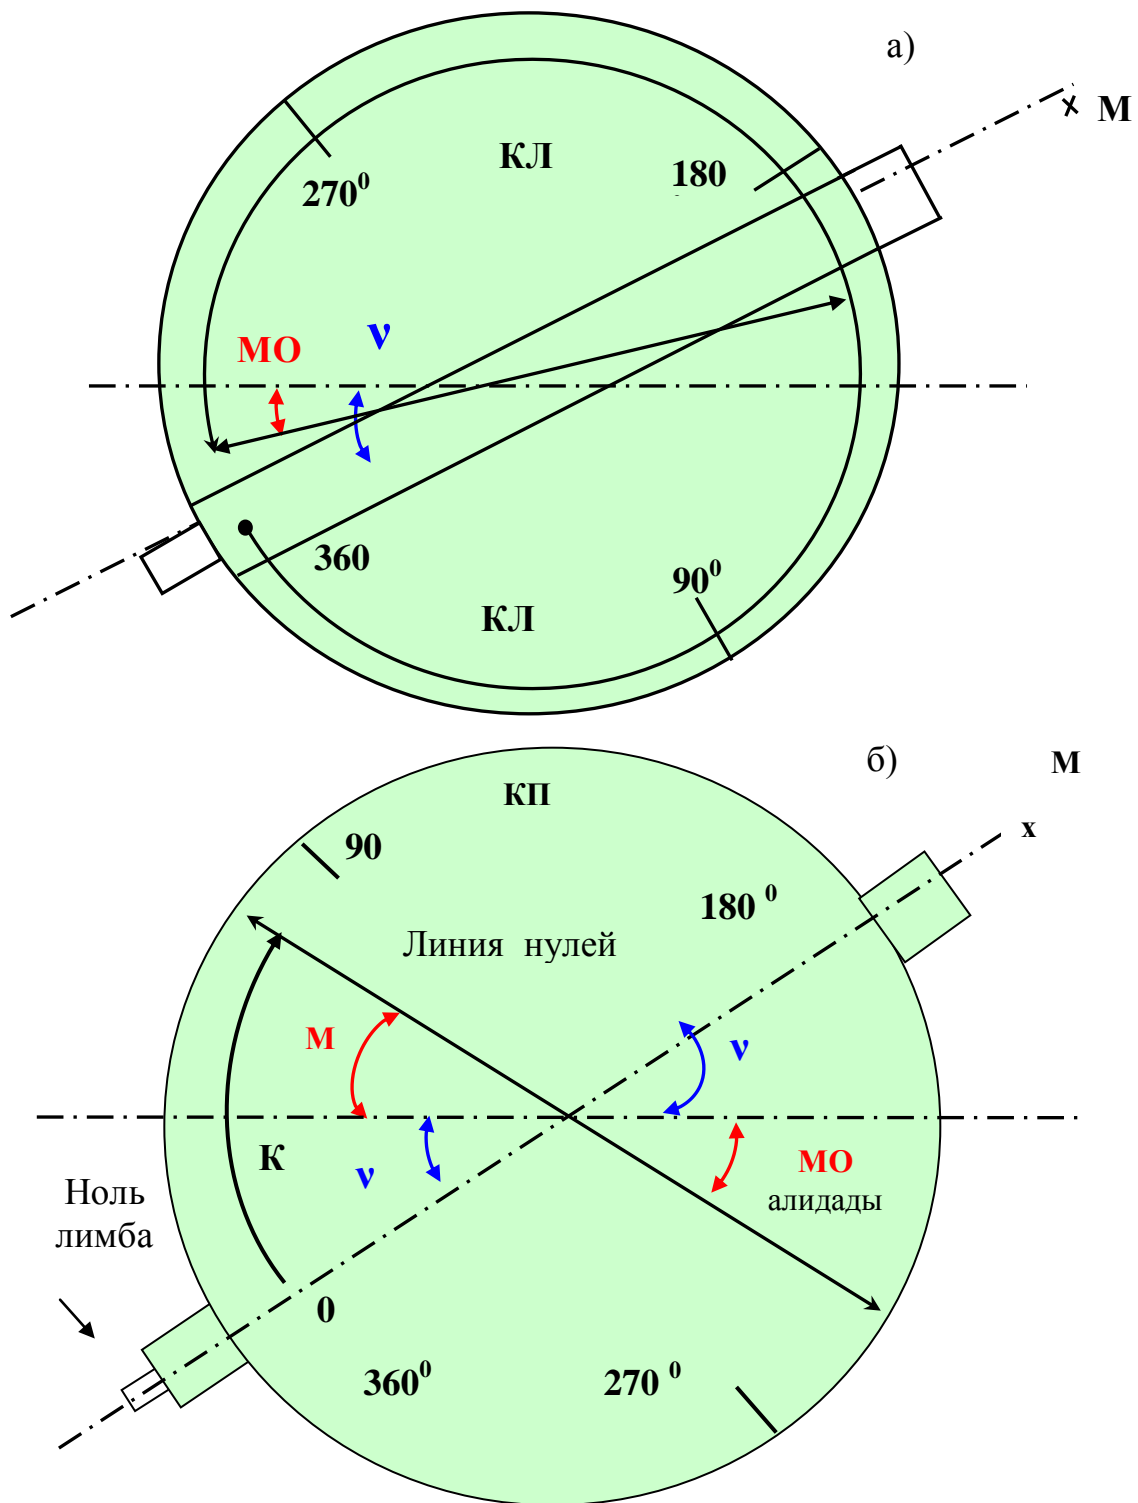 а)
М
КЛ
180
270⁰
ν
МО
360
90⁰
КЛ
б)
М
КП
х
90
180 ⁰
Линия нулей
М
ν
К
ν
МО
алидады
Ноль
лимба
0
360⁰
270 ⁰